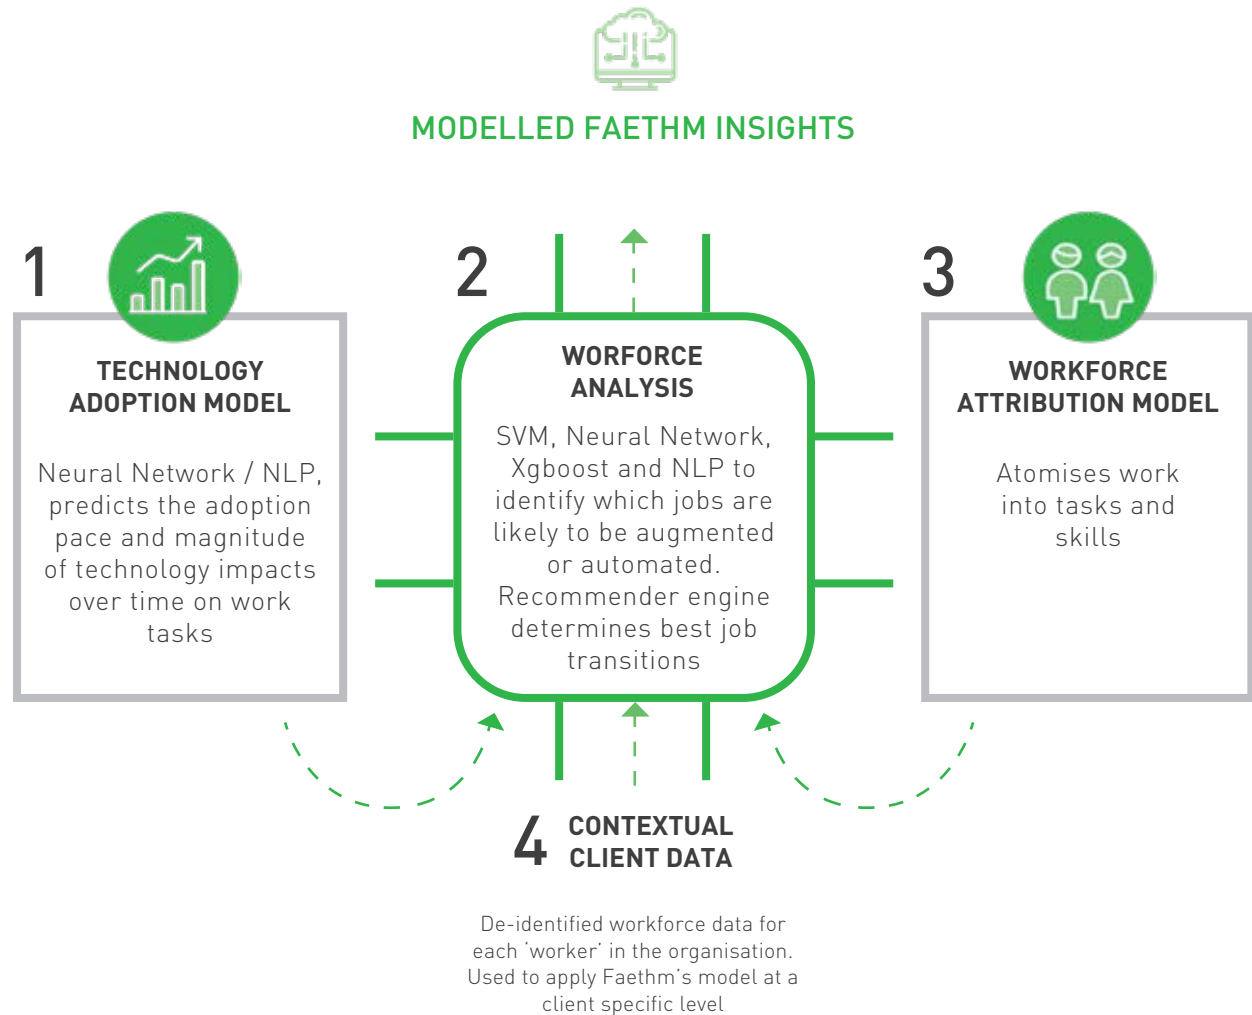 MODELLED FAETHM INSIGHTS
1
TECHNOLOGY
ADOPTION MODEL
Neural Network / NLP,
predicts the adoption
pace and magnitude
of technology impacts
over time on work
tasks
2
WORFORCE
ANALYSIS
SVM, Neural Network,
Xgboost and NLP to
identify which jobs are
likely to be augmented
or automated.
Recommender engine
determines best job
transitions
3
WORKFORCE
ATTRIBUTION MODEL
Atomises work
into tasks and
skills
4
CONTEXTUAL
CLIENT DATA
De-identified workforce data for
each ‘worker’ in the organisation.
Used to apply Faethm’s model at a
client specific level